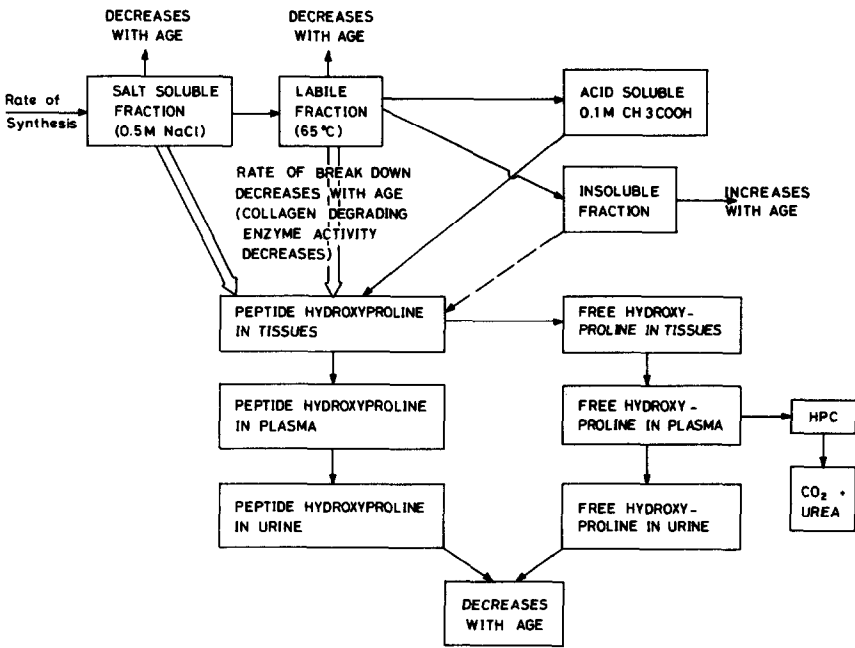 DECREASES
WITH AGE
DECREASES
WITH AGE
Rate of
Synthesis
SALT SOLUBLE
FRACTION
(0.5M NaCl)
LABILE
FRACTION
(65°C)
ACID SOLUBLE
0.1M CH3COOH
RATE OF BREAK DOWN
DECREASES WITH AGE
(COLLAGEN DEGRADING
ENZYME ACTIVITY
DECREASES)
INSOLUBLE
FRACTION
INCREASES
WITH AGE
PEPTIDE HYDROXYPROLINE
IN TISSUES
FREE HYDROXY-
PROLINE IN TISSUES
PEPTIDE HYDROXYPROLINE
IN PLASMA
FREE HYDROXY-
PROLINE IN PLASMA
HPC
PEPTIDE HYDROXYPROLINE
IN URINE
FREE HYDROXY-
PROLINE IN URINE
CO₂ +
UREA
DECREASES
WITH AGE